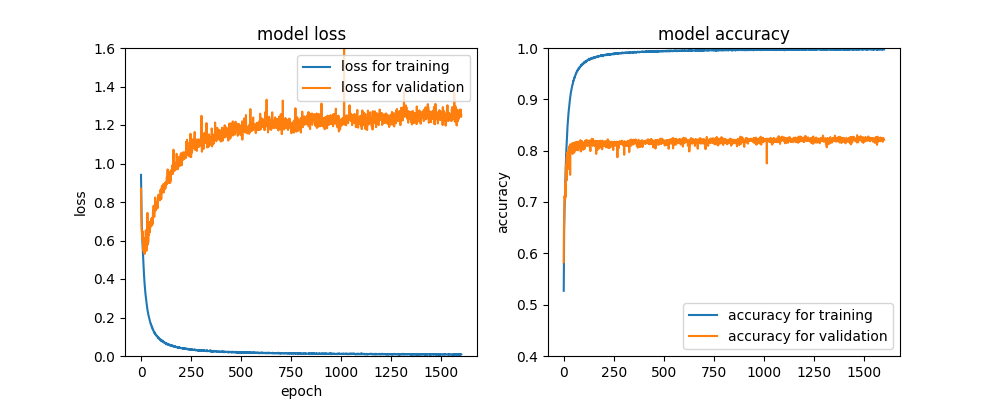 model loss
loss for training
loss for validation
1.6
1.4
1.2
1.0
0.8
0.6
0.4
0.2
0.0
loss
0 250 500 750 1000 1250 1500
epoch
model accuracy
1.0
0.9
0.8
0.7
0.6
0.5
0.4
accuracy
accuracy for training
accuracy for validation
0 250 500 750 1000 1250 1500